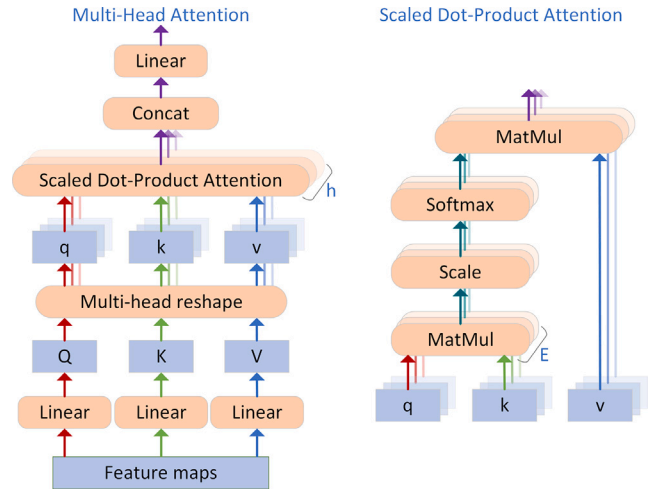 Multi-Head Attention
Linear
Concat
Scaled Dot-Product Attention
h
q k v
Multi-head reshape
Q K V
Linear Linear Linear
Feature maps
Scaled Dot-Product Attention
MatMul
Softmax
Scale
MatMul
E
q k v